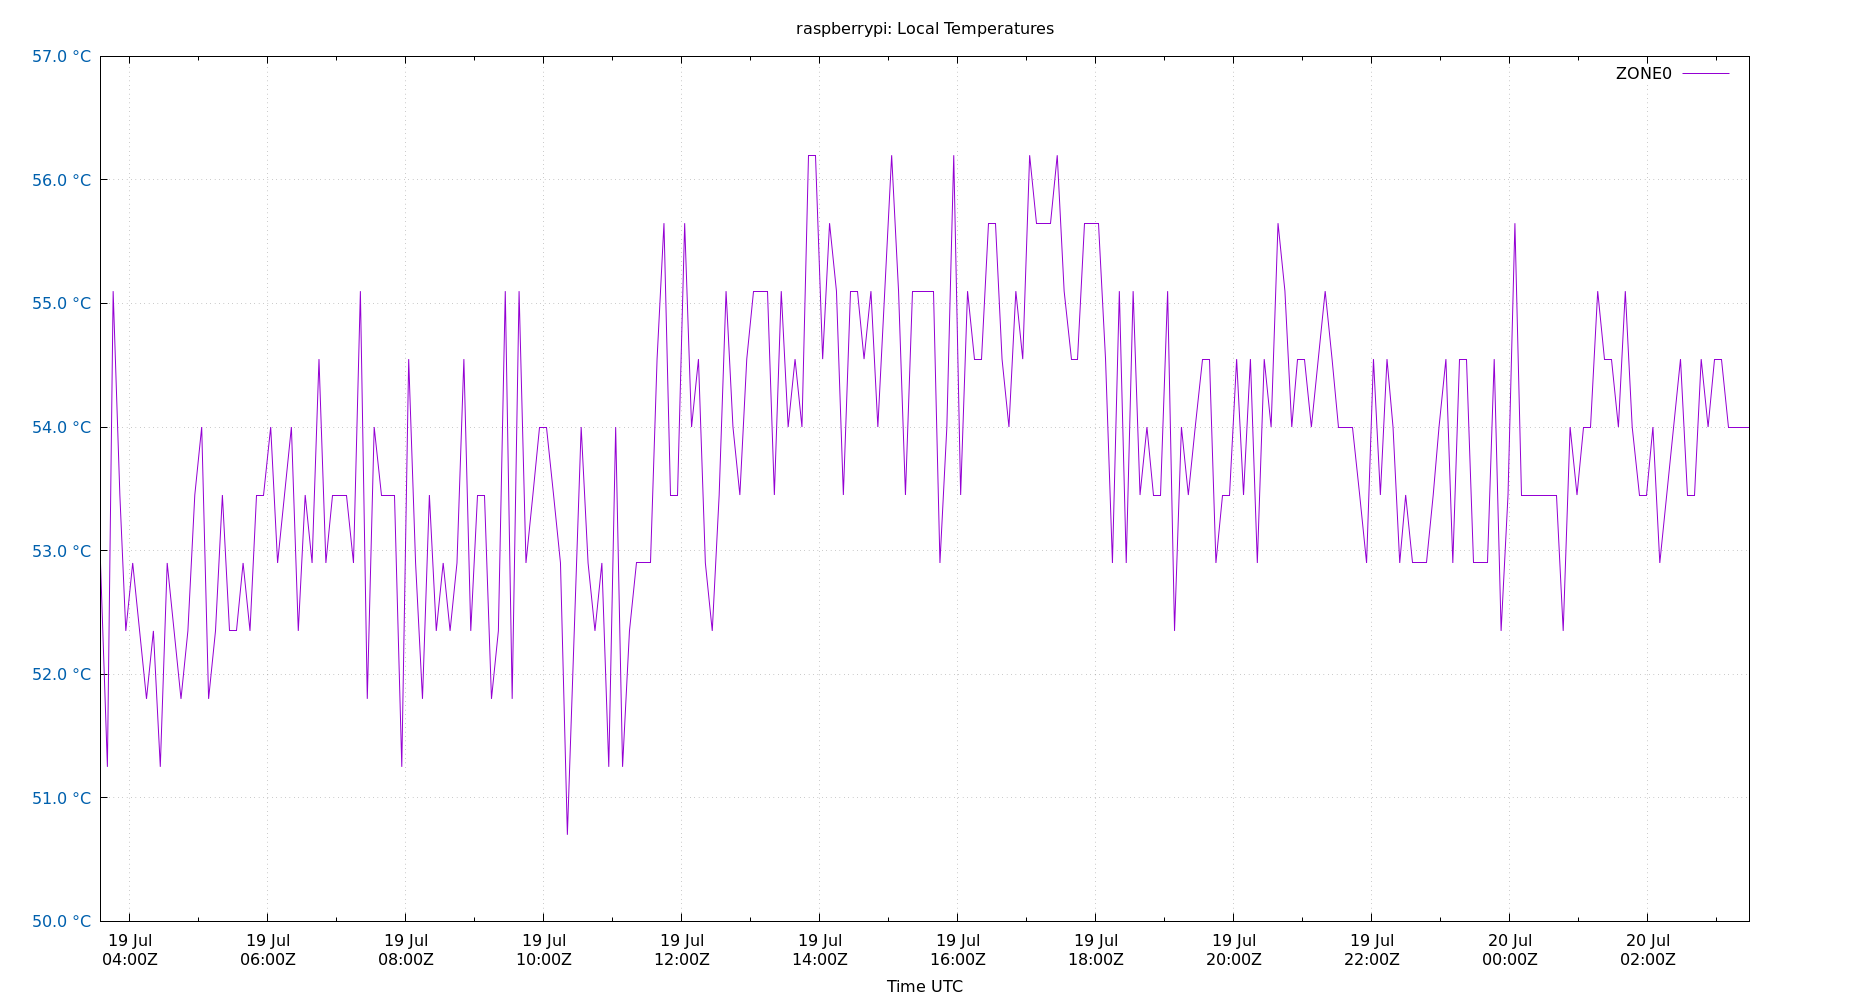 raspberrypi: Local Temperatures
57.0 °C
ZONE0
56.0 °C
55.0 °C
54.0 °C
53.0 °C
52.0 °C
51.0 °C
50.0 °C
19 Jul 19 Jul 19 Jul 19 Jul 19 Jul 19 Jul 19 Jul 19 Jul 19 Jul 19 Jul 20 Jul 20 Jul
04:00Z 06:00Z 08:00Z 10:00Z 12:00Z 14:00Z 16:00Z 18:00Z 20:00Z 22:00Z 00:00Z 02:00Z
Time UTC